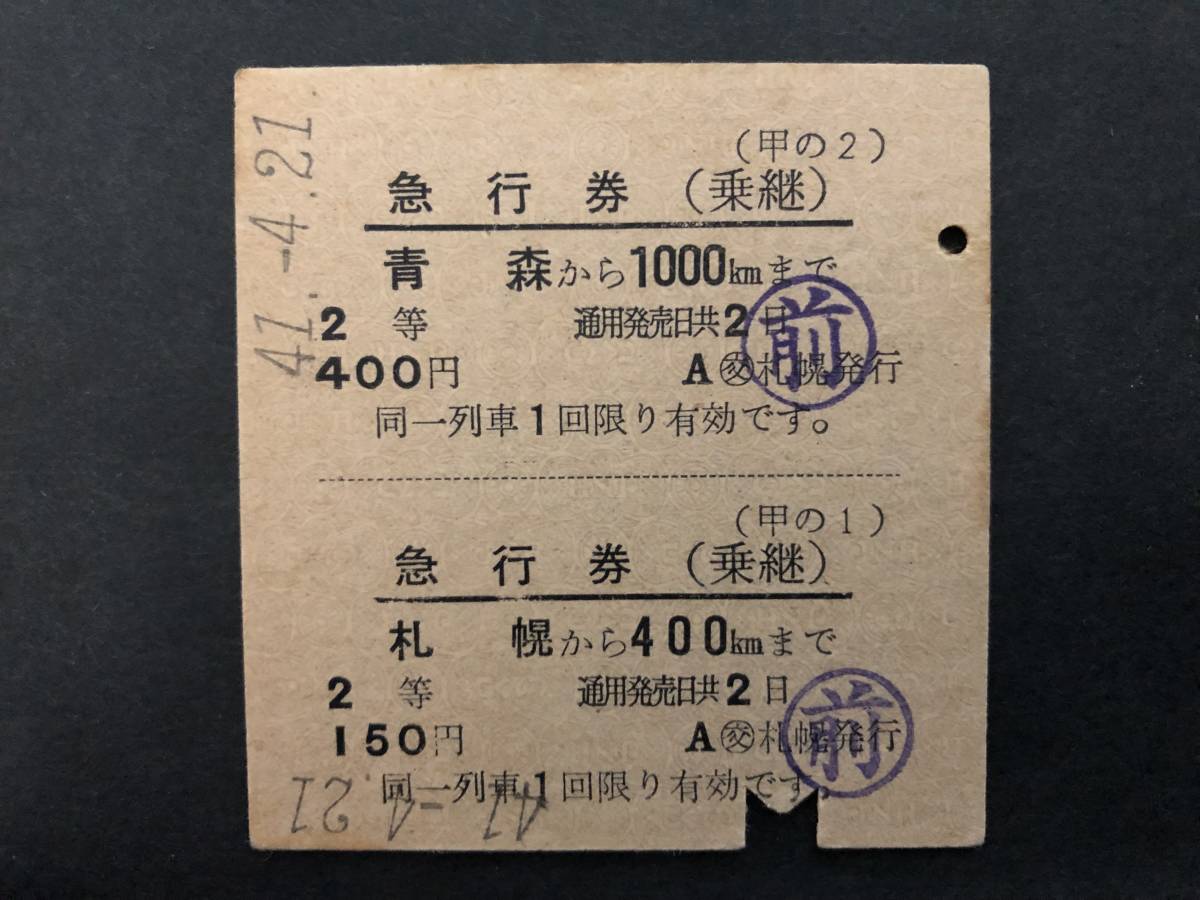 41.-4.21
(甲の2)
急行券(乗継)
青森から1000kmまで
2等 通用発売日共2日
400円 A㊋札幌発行
前
同一列車1回限り有効です。
(甲の1)
急行券(乗継)
札幌から400kmまで
2等 通用発売日共2日
150円 A 交 札幌発行
前
同一列車1回限り有効です。
41.-4.21